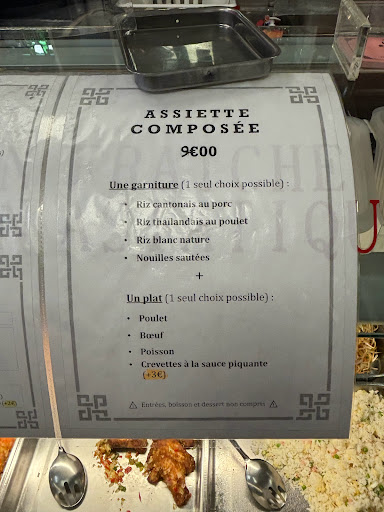 ASSIETTE
COMPOSÉE
9€00
Une garniture (1 seul choix possible) :
• Riz cantonais au porc
• Riz thaïlandais au poulet
• Riz blanc nature
• Nouilles sautées
+
Un plat (1 seul choix possible) :
• Poulet
• Bœuf
• Poisson
• Crevettes à la sauce piquante
(+3€)
⚠ Entrées, boisson et dessert non compris ⚠